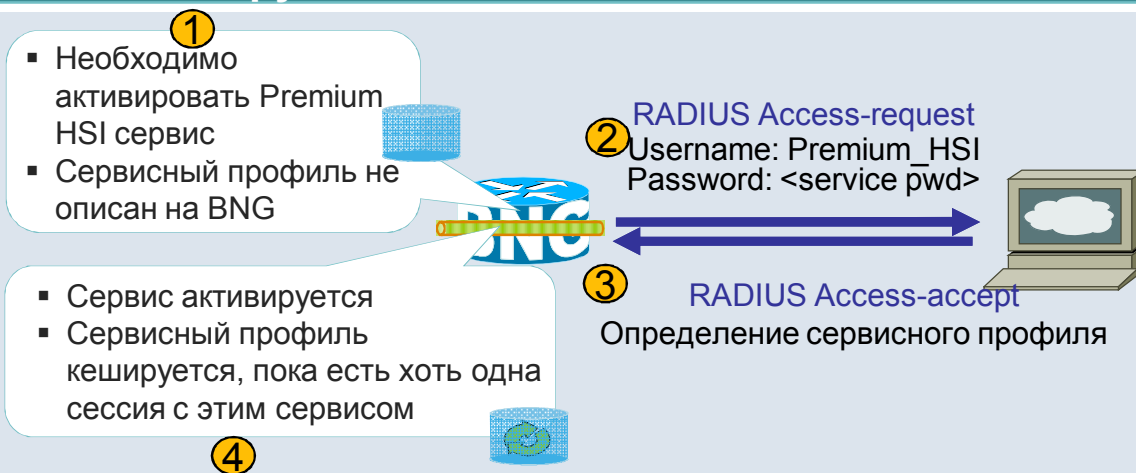 1
▪ Необходимо
активировать Premium
HSI сервис
▪ Сервисный профиль не
описан на BNG
2
RADIUS Access-request
Username: Premium_HSI
Password: <service pwd>
BNG
3
RADIUS Access-accept
Определение сервисного профиля
▪ Сервис активируется
▪ Сервисный профиль
кешируется, пока есть хоть одна
сессия с этим сервисом
4